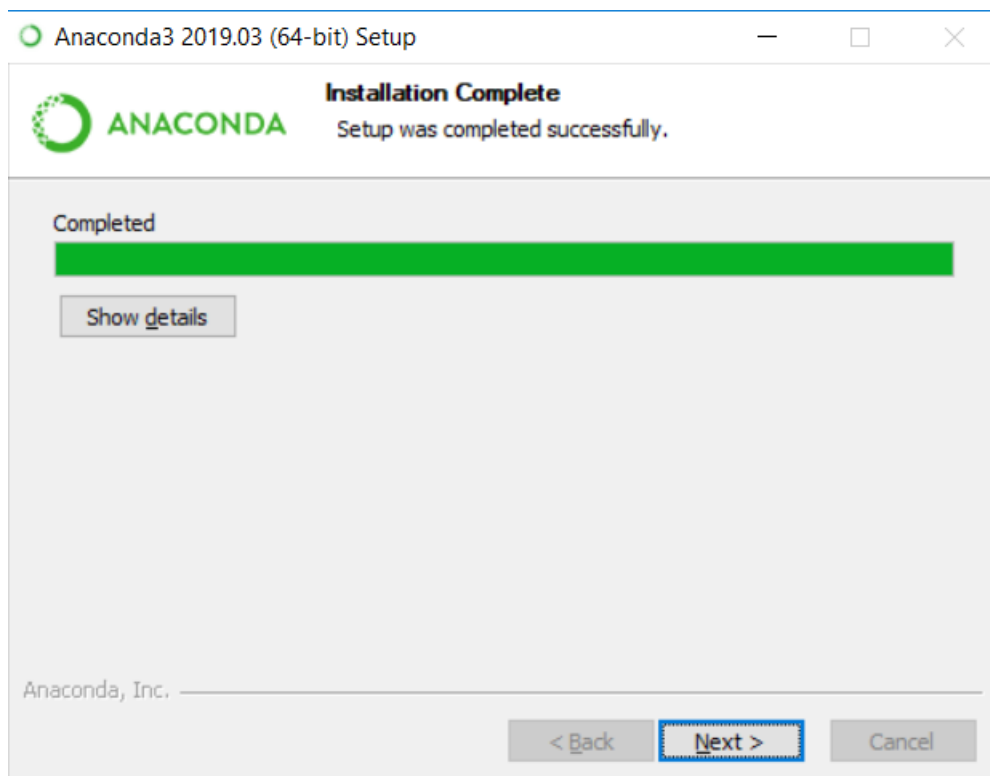 Anaconda3 2019.03 (64-bit) Setup
ANACONDA
Installation Complete
Setup was completed successfully.
Completed
Show details
Anaconda, Inc.
< Back
Next >
Cancel